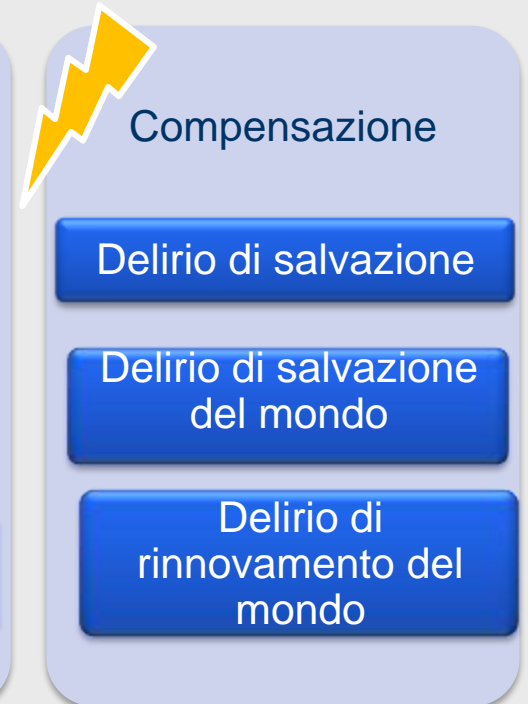 Compensazione
Delirio di salvazione
Delirio di salvazione
del mondo
Delirio di
rinnovamento del
mondo